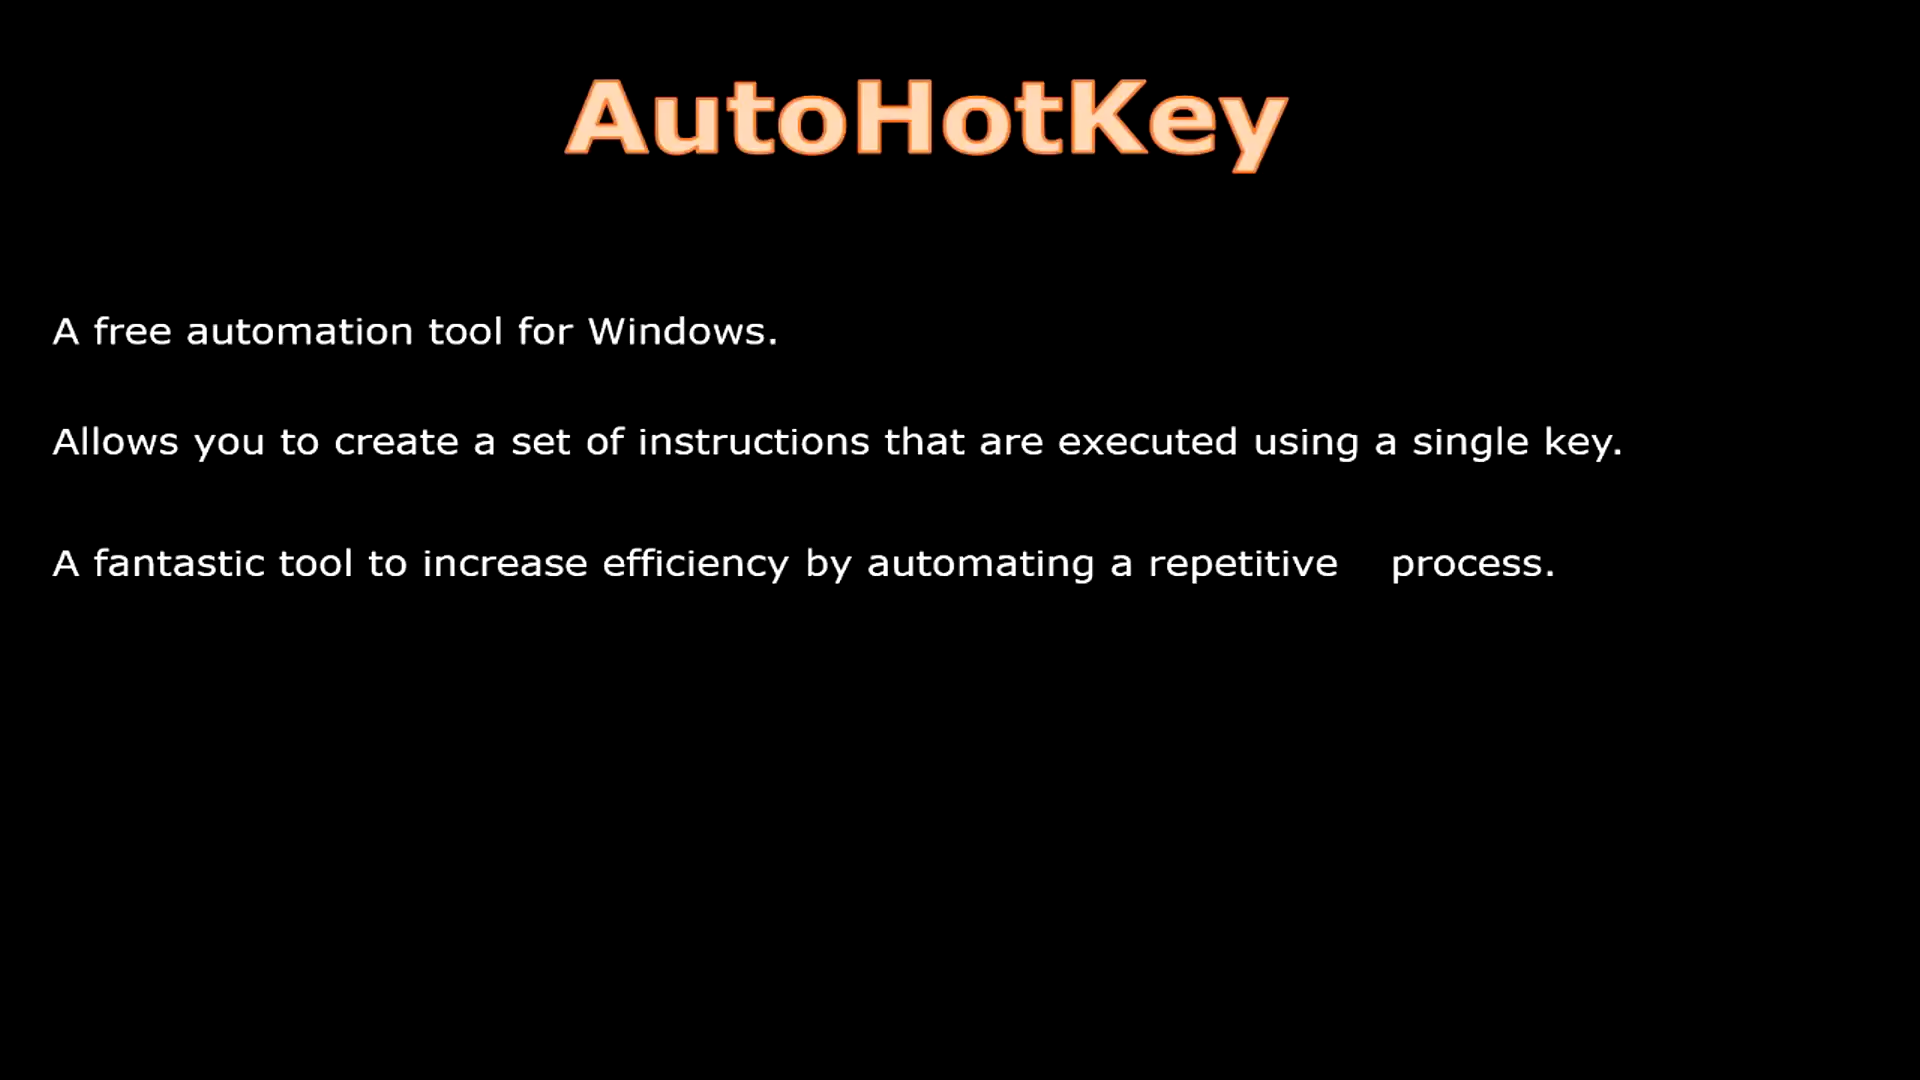 AutoHotKey
A free automation tool for Windows.
Allows you to create a set of instructions that are executed using a single key.
A fantastic tool to increase efficiency by automating a repetitive process.